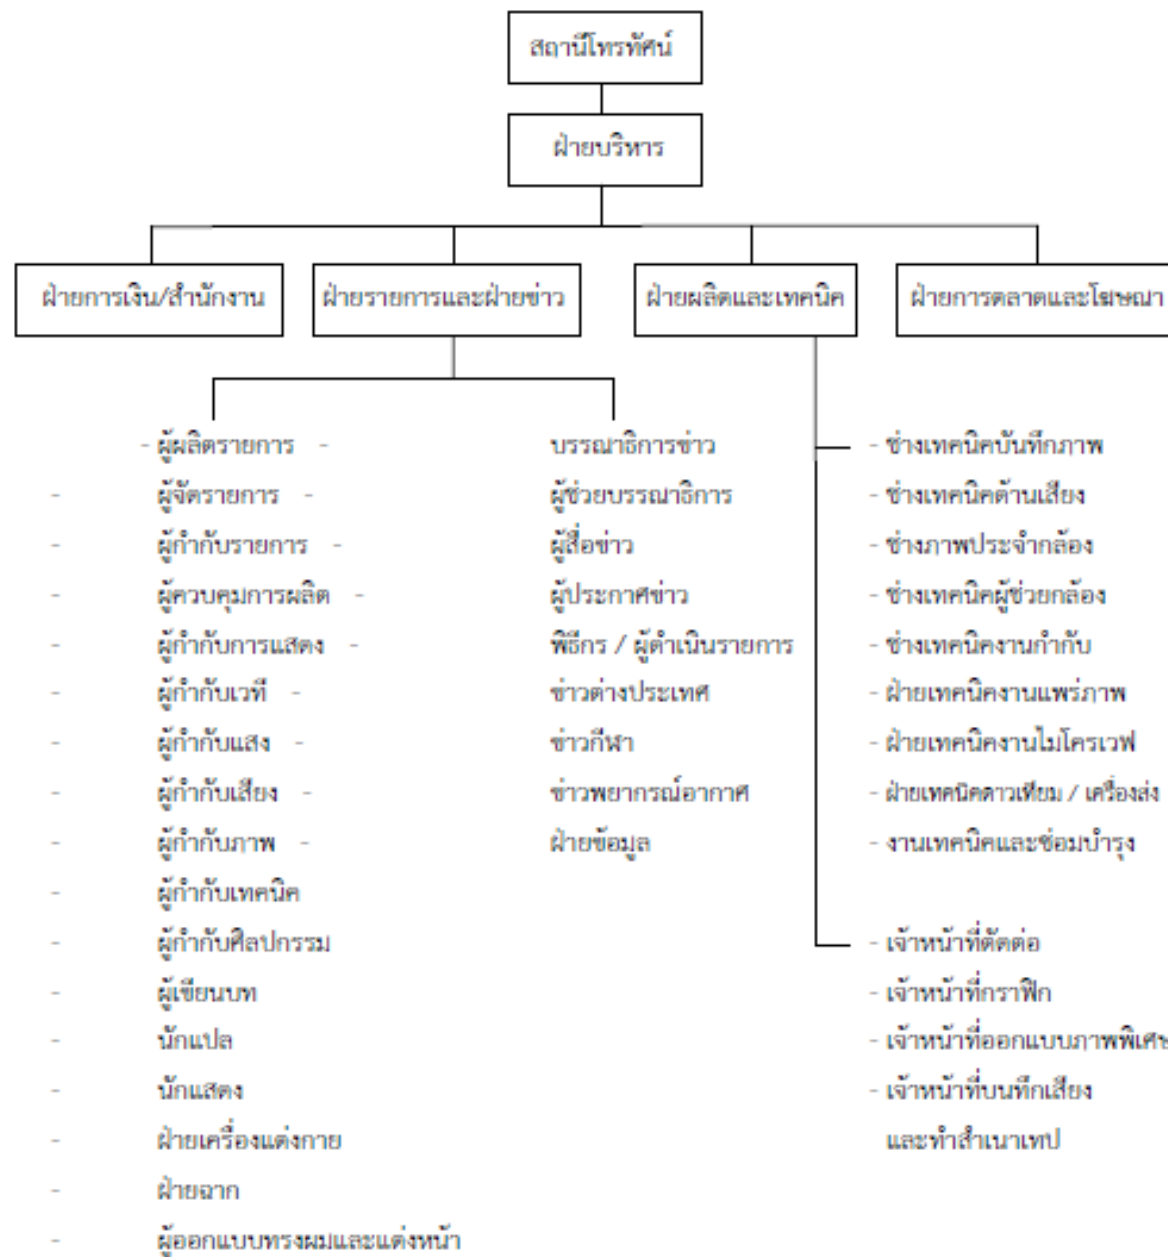 สถานีโทรทัศน์
ฝ่ายบริหาร
ฝ่ายการเงิน/สำนักงาน
ฝ่ายรายการและฝ่ายข่าว
ฝ่ายผลิตและเทคนิค
ฝ่ายการตลาดและโฆษณา
- ผู้ผลิตรายการ - บรรณาธิการข่าว
- ผู้จัดรายการ - ผู้ช่วยบรรณาธิการ
- ผู้กำกับรายการ - ผู้สื่อข่าว
- ผู้ควบคุมการผลิต - ผู้ประกาศข่าว
- ผู้กำกับการแสดง - พิธีกร / ผู้ดำเนินรายการ
- ผู้กำกับเวที - ข่าวต่างประเทศ
- ผู้กำกับแสง - ข่าวกีฬา
- ผู้กำกับเสียง - ข่าวพยากรณ์อากาศ
- ผู้กำกับภาพ - ฝ่ายข้อมูล
- ผู้กำกับเทคนิค
- ผู้กำกับศิลปกรรม
- ผู้เขียนบท
- นักแปล
- นักแสดง
- ฝ่ายเครื่องแต่งกาย
- ฝ่ายฉาก
- ผู้ออกแบบทรงผมและแต่งหน้า
- ช่างเทคนิคบันทึกภาพ
- ช่างเทคนิคด้านเสียง
- ช่างภาพประจำกล้อง
- ช่างเทคนิคผู้ช่วยกล้อง
- ช่างเทคนิคงานกำกับ
- ฝ่ายเทคนิคงานแพร่ภาพ
- ฝ่ายเทคนิคงานไมโครเวฟ
- ฝ่ายเทคนิคดาวเทียม / เครื่องส่ง
- งานเทคนิคและซ่อมบำรุง
- เจ้าหน้าที่ตัดต่อ
- เจ้าหน้าที่กราฟิก
- เจ้าหน้าที่ออกแบบภาพพิเศษ
- เจ้าหน้าที่บนทึกเสียง
และทำสำเนาเทป